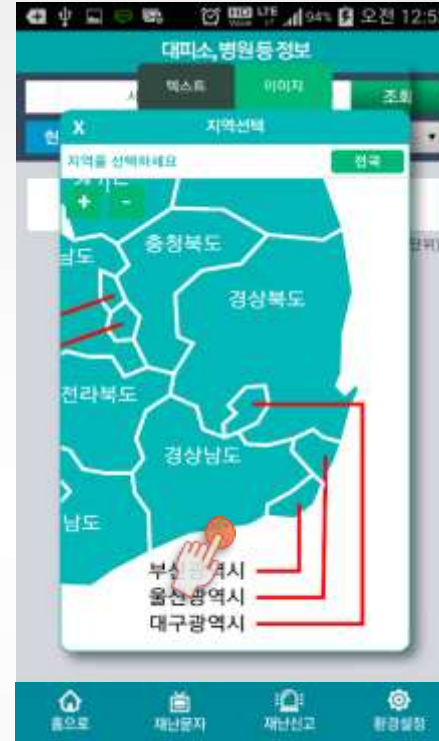 94% 오전 12:5
대피소,병원등 정보
텍스트 이미지
조회
현
X 지역선택
지역을 선택하세요 전국
+ -
남도 충청북도
경상북도
전라북도
경상남도
남도
부산광역시
울산광역시
대구광역시
홈으로 재난문자 재난신고 환경설정